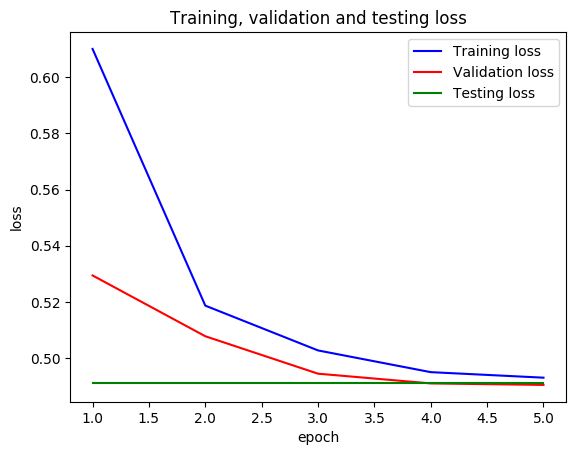 Training, validation and testing loss
Training loss
Validation loss
Testing loss
0.60
0.58
0.56
0.54
0.52
0.50
loss
1.0
1.5
2.0
2.5
3.0
3.5
4.0
4.5
5.0
epoch